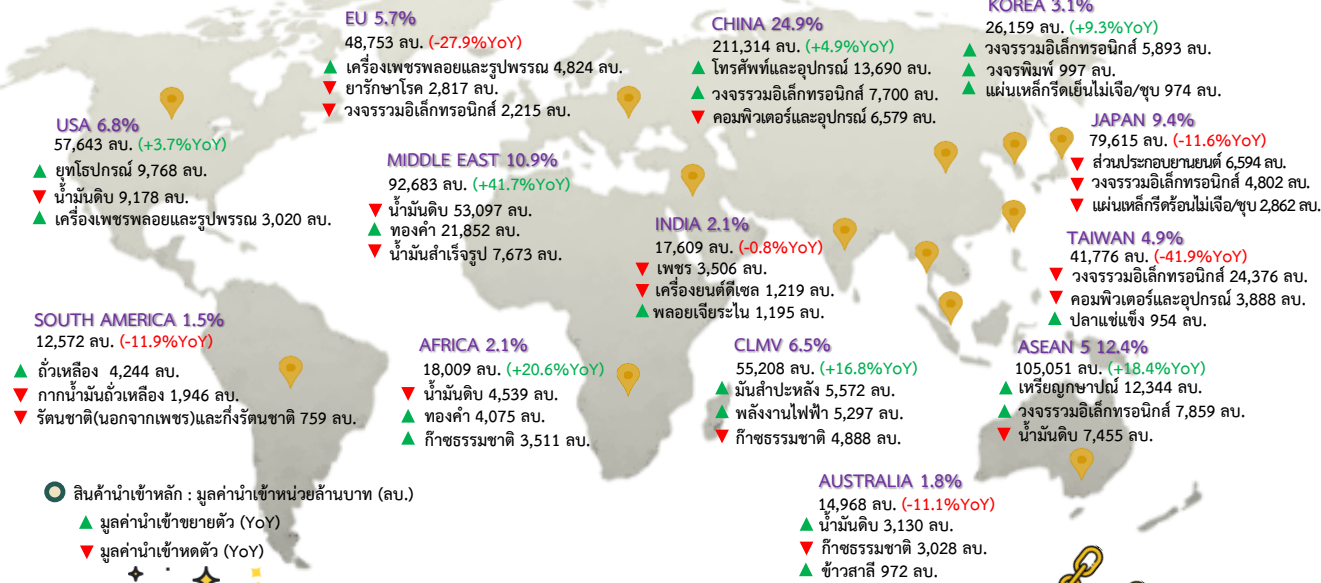 EU 5.7%
48,753 ลบ. (-27.9%YoY)
เครื่องเพชรพลอยและรูปพรรณ 4,824 ลบ.
ยารักษาโรค 2,817 ลบ.
วงจรรวมอิเล็กทรอนิกส์ 2,215 ลบ.
CHINA 24.9%
211,314 ลบ. (+4.9%YoY)
โทรศัพท์และอุปกรณ์ 13,690 ลบ.
วงจรรวมอิเล็กทรอนิกส์ 7,700 ลบ.
คอมพิวเตอร์และอุปกรณ์ 6,579 ลบ.
KOREA 3.1%
26,159 ลบ. (+9.3%YoY)
วงจรรวมอิเล็กทรอนิกส์ 5,893 ลบ.
วงจรพิมพ์ 997 ลบ.
แผ่นเหล็กรีดเย็นไม่เจือ/ชุบ 974 ลบ.
USA 6.8%
57,643 ลบ. (+3.7%YoY)
ยุทโธปกรณ์ 9,768 ลบ.
น้ำมันดิบ 9,178 ลบ.
เครื่องเพชรพลอยและรูปพรรณ 3,020 ลบ.
MIDDLE EAST 10.9%
92,683 ลบ. (+41.7%YoY)
น้ำมันดิบ 53,097 ลบ.
ทองคำ 21,852 ลบ.
น้ำมันสำเร็จรูป 7,673 ลบ.
JAPAN 9.4%
79,615 ลบ. (-11.6%YoY)
ส่วนประกอบยานยนต์ 6,594 ลบ.
วงจรรวมอิเล็กทรอนิกส์ 4,802 ลบ.
แผ่นเหล็กรีดร้อนไม่เจือ/ชุบ 2,862 ลบ.
INDIA 2.1%
17,609 ลบ. (-0.8%YoY)
เพชร 3,506 ลบ.
เครื่องยนต์ดีเซล 1,219 ลบ.
พลอยเจียระไน 1,195 ลบ.
TAIWAN 4.9%
41,776 ลบ. (-41.9%YoY)
วงจรรวมอิเล็กทรอนิกส์ 24,376 ลบ.
คอมพิวเตอร์และอุปกรณ์ 3,888 ลบ.
ปลาแช่แข็ง 954 ลบ.
SOUTH AMERICA 1.5%
12,572 ลบ. (-11.9%YoY)
ถั่วเหลือง 4,244 ลบ.
กากน้ำมันถั่วเหลือง 1,946 ลบ.
รัตนชาติ(นอกจากเพชร)และกึ่งรัตนชาติ 759 ลบ.
AFRICA 2.1%
18,009 ลบ. (+20.6%YoY)
น้ำมันดิบ 4,539 ลบ.
ทองคำ 4,075 ลบ.
ก๊าซธรรมชาติ 3,511 ลบ.
CLMV 6.5%
55,208 ลบ. (+16.8%YoY)
มันสำปะหลัง 5,572 ลบ.
พลังงานไฟฟ้า 5,297 ลบ.
ก๊าซธรรมชาติ 4,888 ลบ.
ASEAN 5 12.4%
105,051 ลบ. (+18.4%YoY)
เหรียญกษาปณ์ 12,344 ลบ.
วงจรรวมอิเล็กทรอนิกส์ 7,859 ลบ.
น้ำมันดิบ 7,455 ลบ.
AUSTRALIA 1.8%
14,968 ลบ. (-11.1%YoY)
น้ำมันดิบ 3,130 ลบ.
ก๊าซธรรมชาติ 3,028 ลบ.
ข้าวสาลี 972 ลบ.
สินค้านำเข้าหลัก : มูลค่านำเข้าหน่วยล้านบาท (ลบ.)
มูลค่านำเข้าขยายตัว (YoY)
มูลค่านำเข้าหดตัว (YoY)